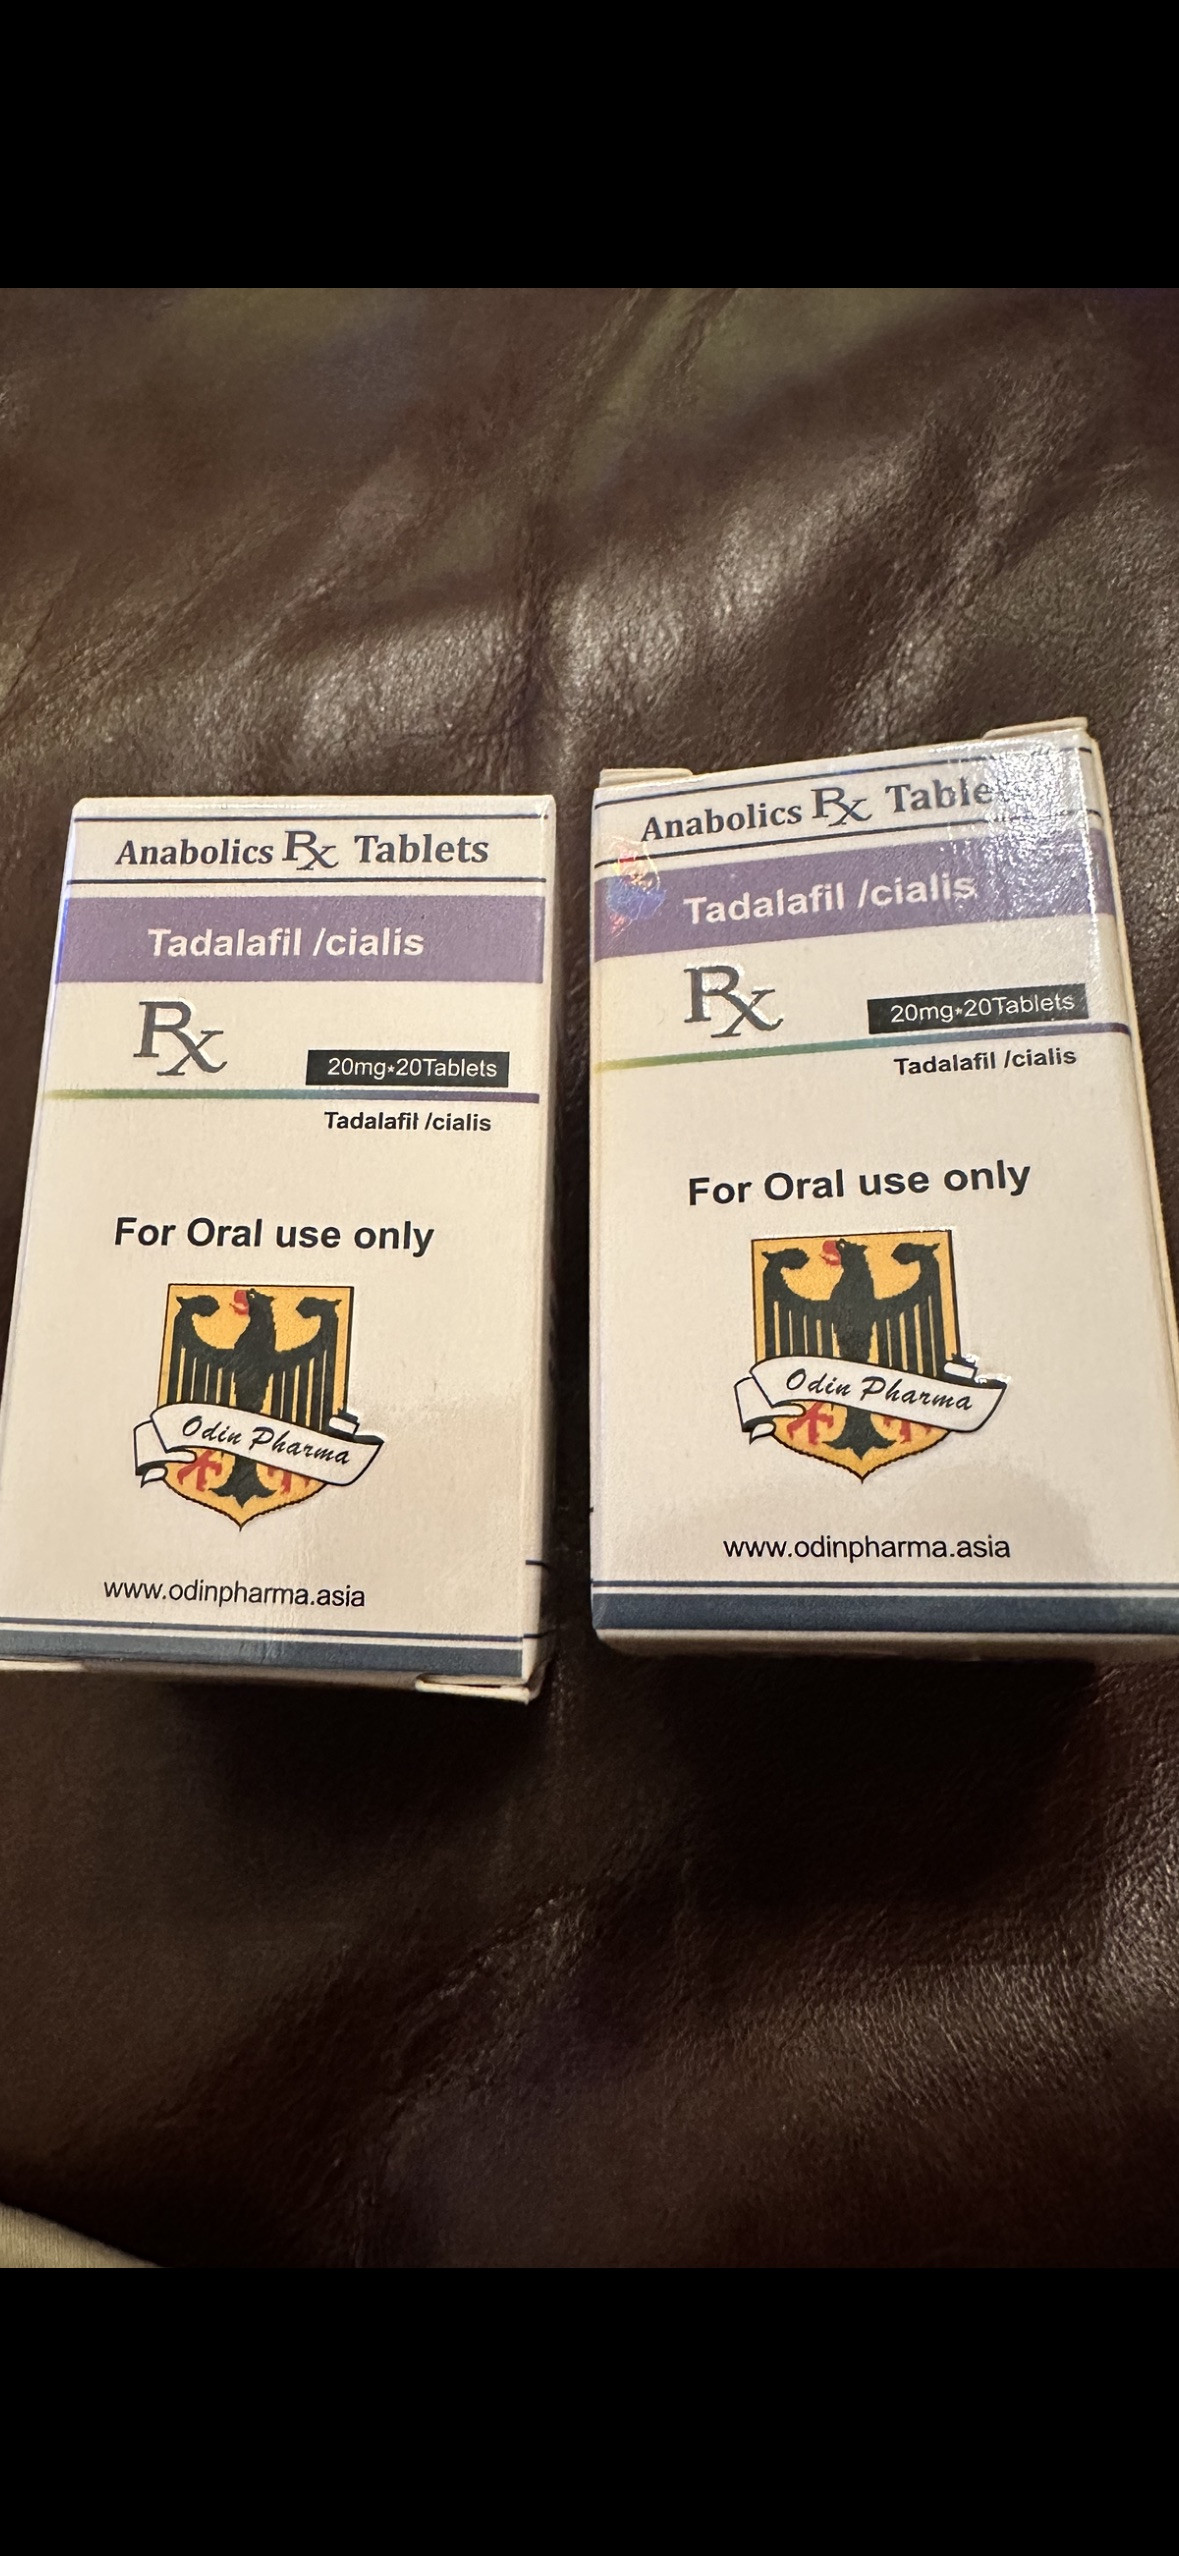 Anabolics Rx Tablets
Tadalafil /cialis
Rx
20mg*20Tablets
Tadalafil /cialis
For Oral use only
Odin Pharma
www.odinpharma.asia
Anabolics Rx Tablets
Tadalafil /cialis
Rx
20mg*20Tablets
Tadalafil /cialis
For Oral use only
Odin Pharma
www.odinpharma.asia